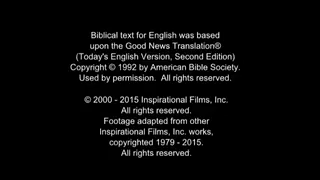 Biblical text for English was based
upon the Good News Translation®
(Today's English Version, Second Edition)
Copyright © 1992 by American Bible Society.
Used by permission.  All rights reserved.
© 2000 - 2015 Inspirational Films, Inc.
All rights reserved.
Footage adapted from other
Inspirational Films, Inc. works,
copyrighted 1979 - 2015.
All rights reserved.